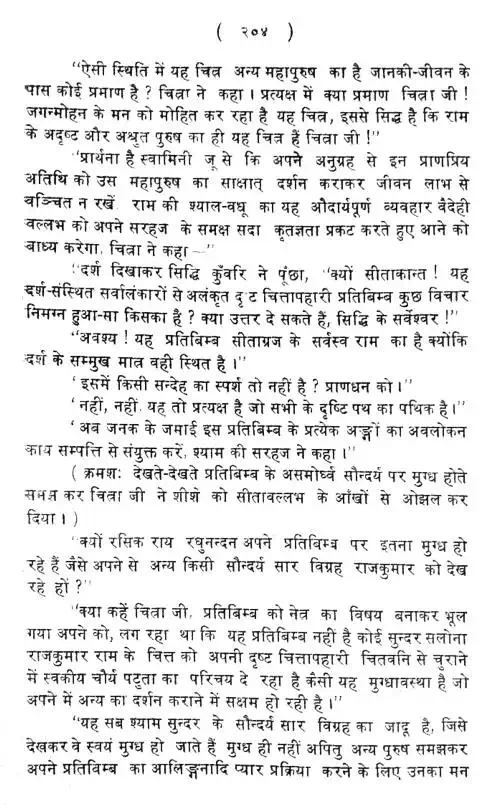 ( २०४ )
"ऐसी स्थिति में यह चित्र अन्य महापुरुष का है जानकी-जीवन के
पास कोई प्रमाण है ? चित्रा ने कहा । प्रत्यक्ष में क्या प्रमाण चित्रा जी !
जगन्मोहन के मन को मोहित कर रहा है यह चित्र, इससे सिद्ध है कि राम
के अदृष्ट और अश्रुत पुरुष का ही यह चित्र हैं चित्रा जी !"
"प्रार्थना है स्वामिनी जू से कि अपने अनुग्रह से इन प्राणप्रिय
अतिथि को उस महापुरुष का साक्षात् दर्शन कराकर जीवन लाभ से
वञ्चित न रखें. राम की श्याल-वधू का यह औदार्यपूर्ण व्यवहार वैदेही
वल्लभ को अपने सरहज के समक्ष सदा कृतज्ञता प्रकट करते हुए आने को
बाध्य करेगा, चित्रा ने कहा —"
"दर्श दिखाकर सिद्धि कुँवरि ने पूंछा, "क्यों सीताकान्त ! यह
दर्श-संस्थित सर्वालंकारों से अलंकृत दृ ट चित्तापहारी प्रतिबिम्ब कुछ विचार
निमग्न हुआ-सा किसका है ? क्या उत्तर दे सकते हैं, सिद्धि के सर्वेश्वर !"
"अवश्य ! यह प्रतिबिम्ब सीताग्रज के सर्वस्व राम का है क्योंकि
दर्श के सम्मुख मात्र वही स्थित है ।"
'इसमें किसी सन्देह का स्पर्श तो नहीं है ? प्राणधन को ।"
'नहीं, नहीं, यह तो प्रत्यक्ष है जो सभी के दृष्टि पथ का पथिक है ।"
'अब जनक के जमाई इस प्रतिबिम्ब के प्रत्येक अङ्गों का अवलोकन
काय सम्पत्ति से संयुक्त करें, श्याम की सरहज ने कहा ।"
( क्रमशः देखते-देखते प्रतिबिम्ब के असमोर्ध्व सौन्दर्य पर मुग्ध होते
समझ कर चित्रा जी ने शीशे को सीतावल्लभ के आँखों से ओझल कर
दिया । )
"क्यों रसिक राय रघुनन्दन अपने प्रतिबिम्ब पर इतना मुग्ध हो
रहे हैं जैसे अपने से अन्य किसी सौन्दर्य सार विग्रह राजकुमार को देख
रहे हों ?"
"क्या कहें चित्रा जी, प्रतिबिम्ब को नेत्र का विषय बनाकर भूल
गया अपने को, लग रहा था कि यह प्रतिबिम्ब नहीं है कोई सुन्दर सलोना
राजकुमार राम के चित्त को अपनी दृष्ट चित्तापहारी चितवनि से चुराने
में स्वकीय चौर्य पटुता का परिचय दे रहा है कैसी यह मुग्धावस्था है जो
अपने में अन्य का दर्शन कराने में सक्षम हो रही है ।"
"यह सब श्याम सुन्दर के सौन्दर्य सार विग्रह का जादू है, जिसे
देखकर वे स्वयं मुग्ध हो जाते हैं मुग्ध ही नहीं अपितु अन्य पुरुष समझकर
अपने प्रतिबिम्ब का आलिङ्गनादि प्यार प्रक्रिया करने के लिए उनका मन